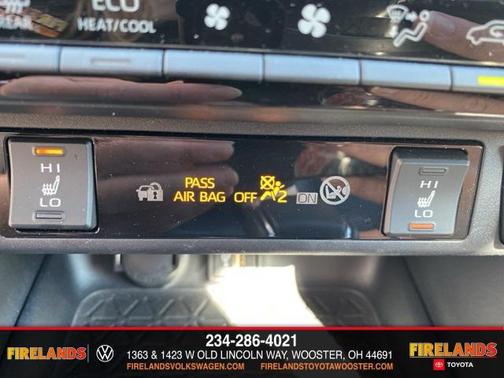 REAR
ECO
HEAT/COOL
HI
LO
PASS
AIR BAG OFF 2 ON
HI
LO
234-286-4021
1363 & 1423 W OLD LINCOLN WAY, WOOSTER, OH 44691
FIRELANDSVOLKSWAGEN.COM | FIRELANDSTOYOTAWOOSTER.COM
FIRELANDS
FIRELANDS
TOYOTA